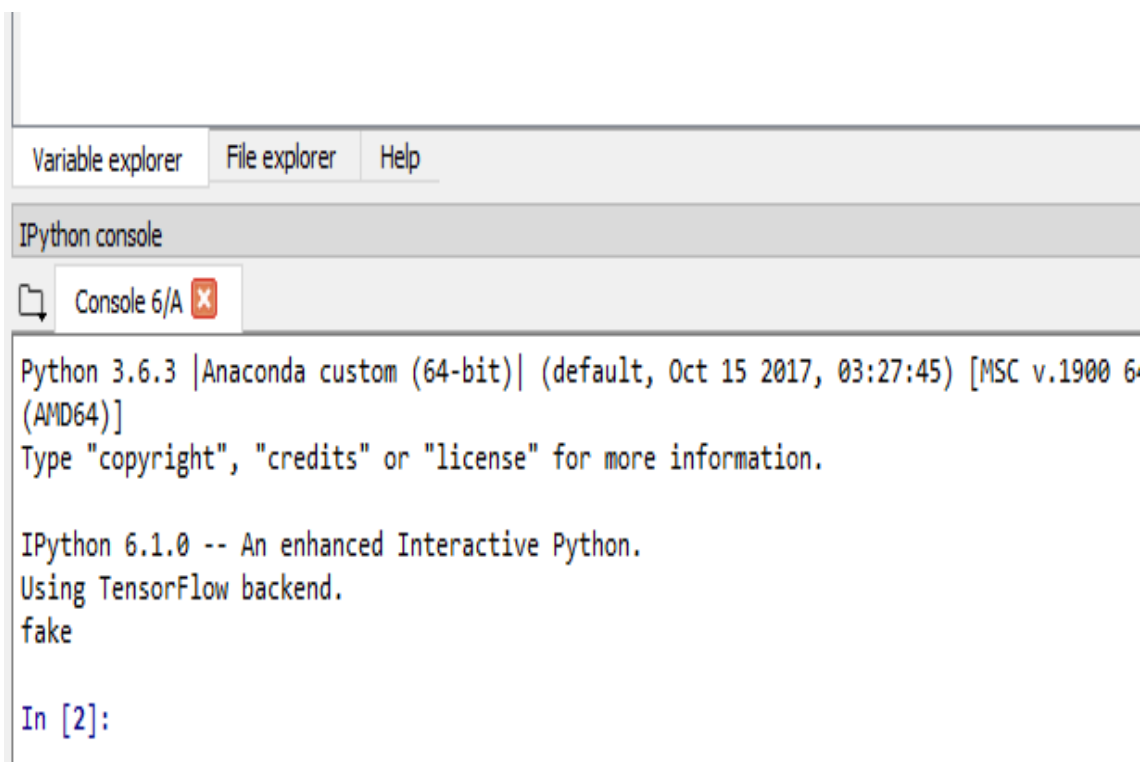 Variable explorer File explorer Help
IPython console
Console 6/A
Python 3.6.3 |Anaconda custom (64-bit)| (default, Oct 15 2017, 03:27:45) [MSC v.1900 64
(AMD64)]
Type "copyright", "credits" or "license" for more information.
IPython 6.1.0 -- An enhanced Interactive Python.
Using TensorFlow backend.
fake
In [2]: